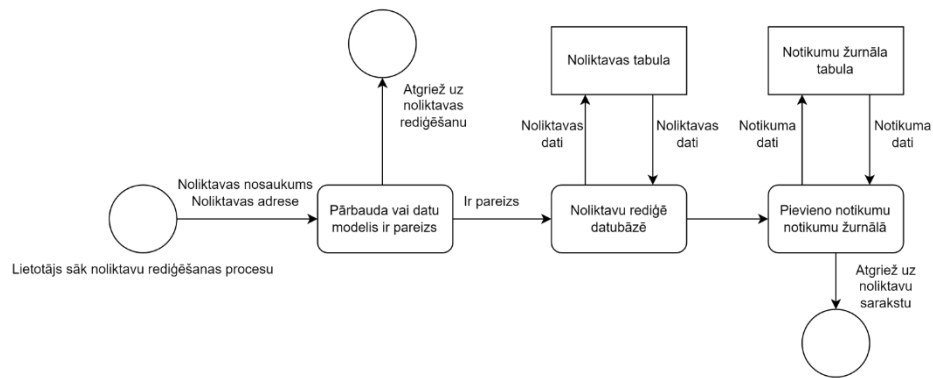 Noliktavas tabula
Notikumu žurnāla
tabula
Atgriež uz
noliktavas
rediģēšanu
Noliktavas
dati
Noliktavas
dati
Notikuma
dati
Notikuma
dati
Noliktavas nosaukums
Noliktavas adrese
Pārbauda vai datu
modelis ir pareizs
Ir pareizs
Noliktavu rediģē
datubāzē
Pievieno notikumu
notikumu žurnālā
Lietotājs sāk noliktavu rediģēšanas procesu
Atgriež uz
noliktavu
sarakstu